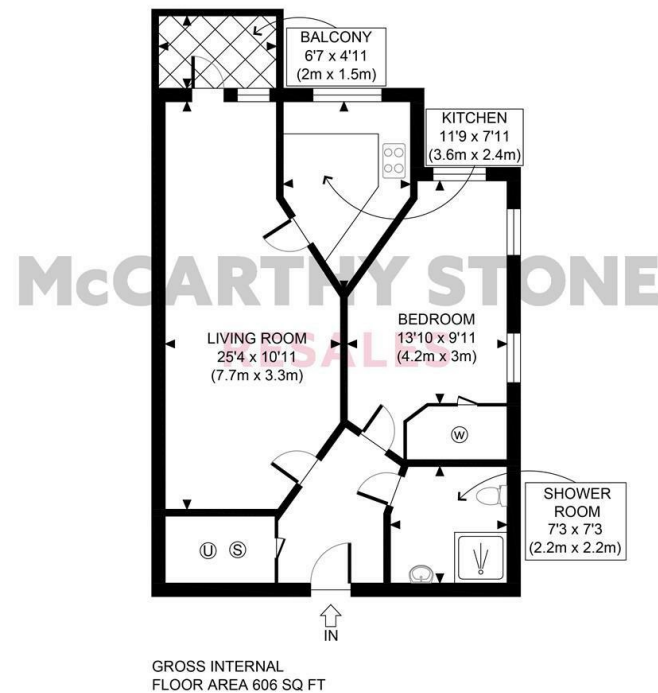 BALCONY
6'7 x 4'11
(2m x 1.5m)
KITCHEN
11'9 x 7'11
(3.6m x 2.4m)
McCARTHY STONE
RESALES
LIVING ROOM
25'4 x 10'11
(7.7m x 3.3m)
BEDROOM
13'10 x 9'11
(4.2m x 3m)
W
SHOWER
ROOM
7'3 x 7'3
(2.2m x 2.2m)
U S
IN
GROSS INTERNAL
FLOOR AREA 606 SQ FT